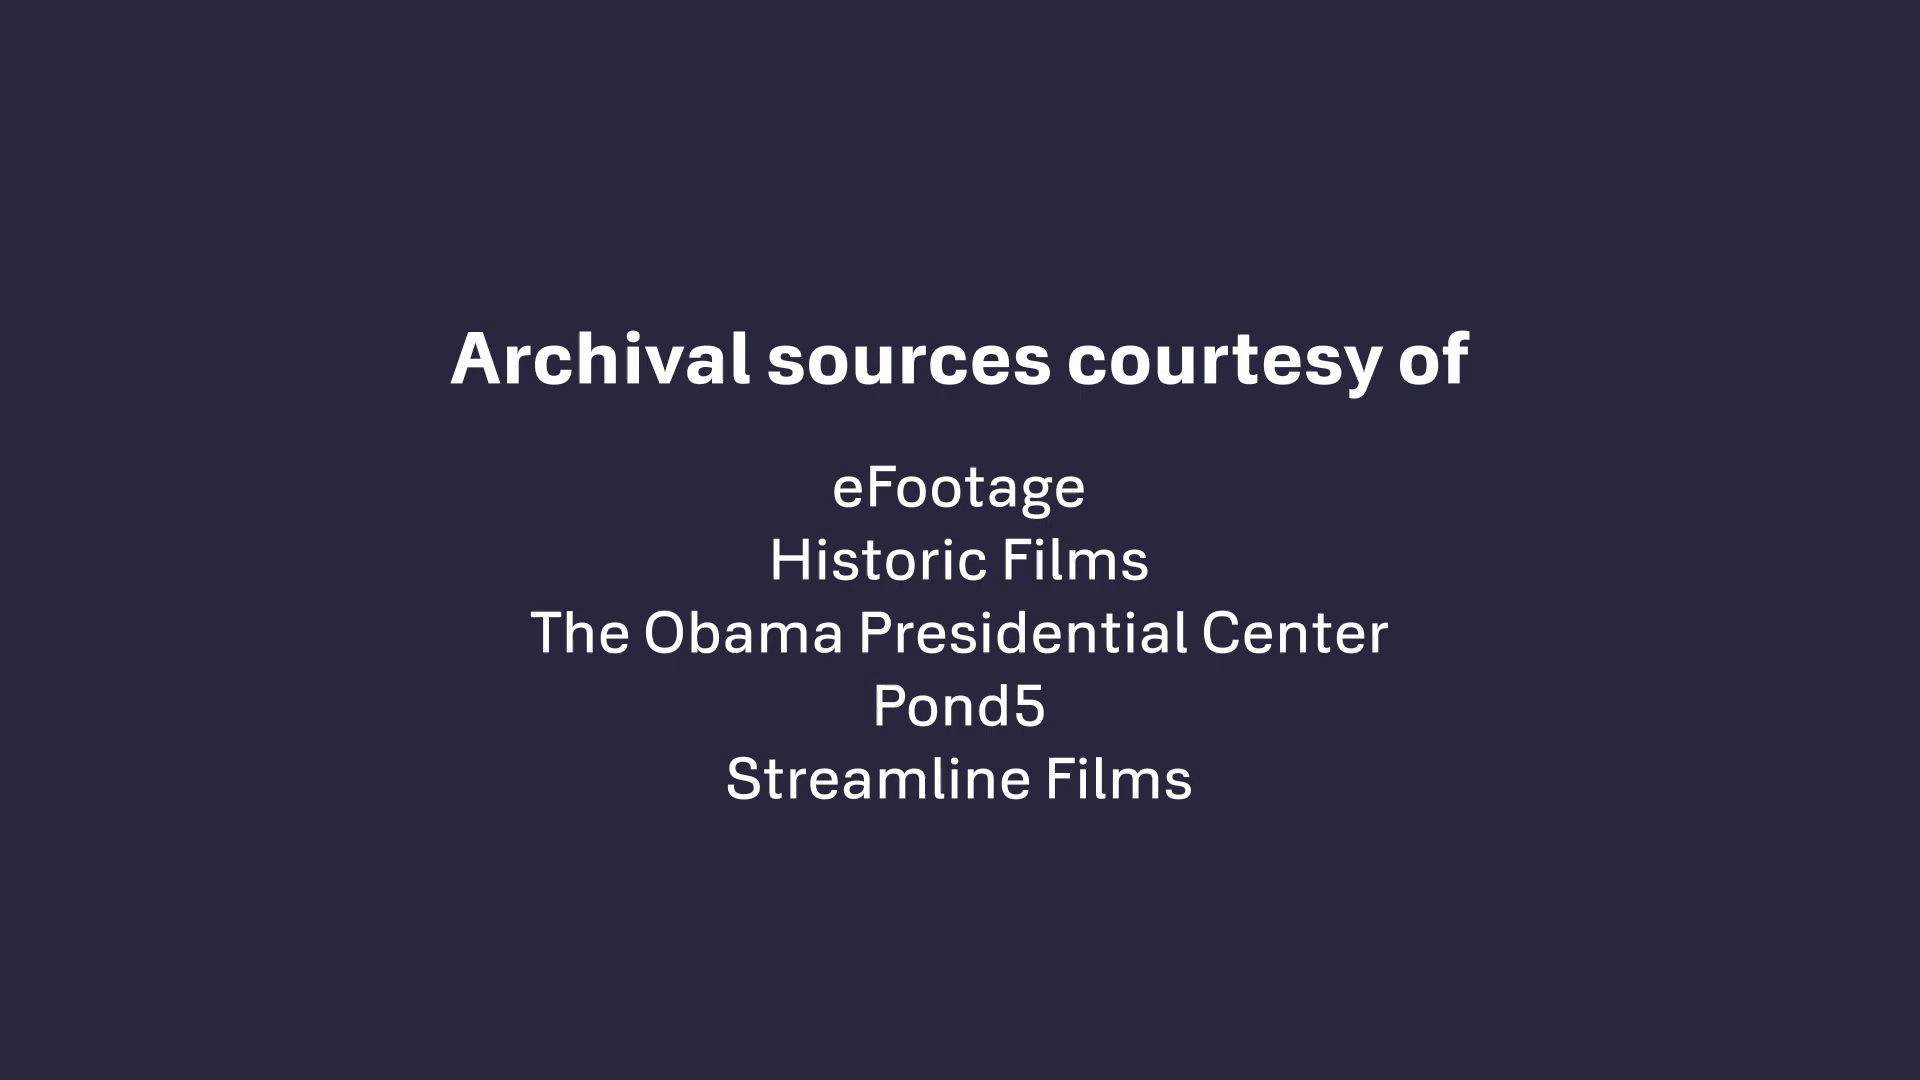 Archival sources courtesy of
eFootage
Historic Films
The Obama Presidential Center
Pond5
Streamline Films